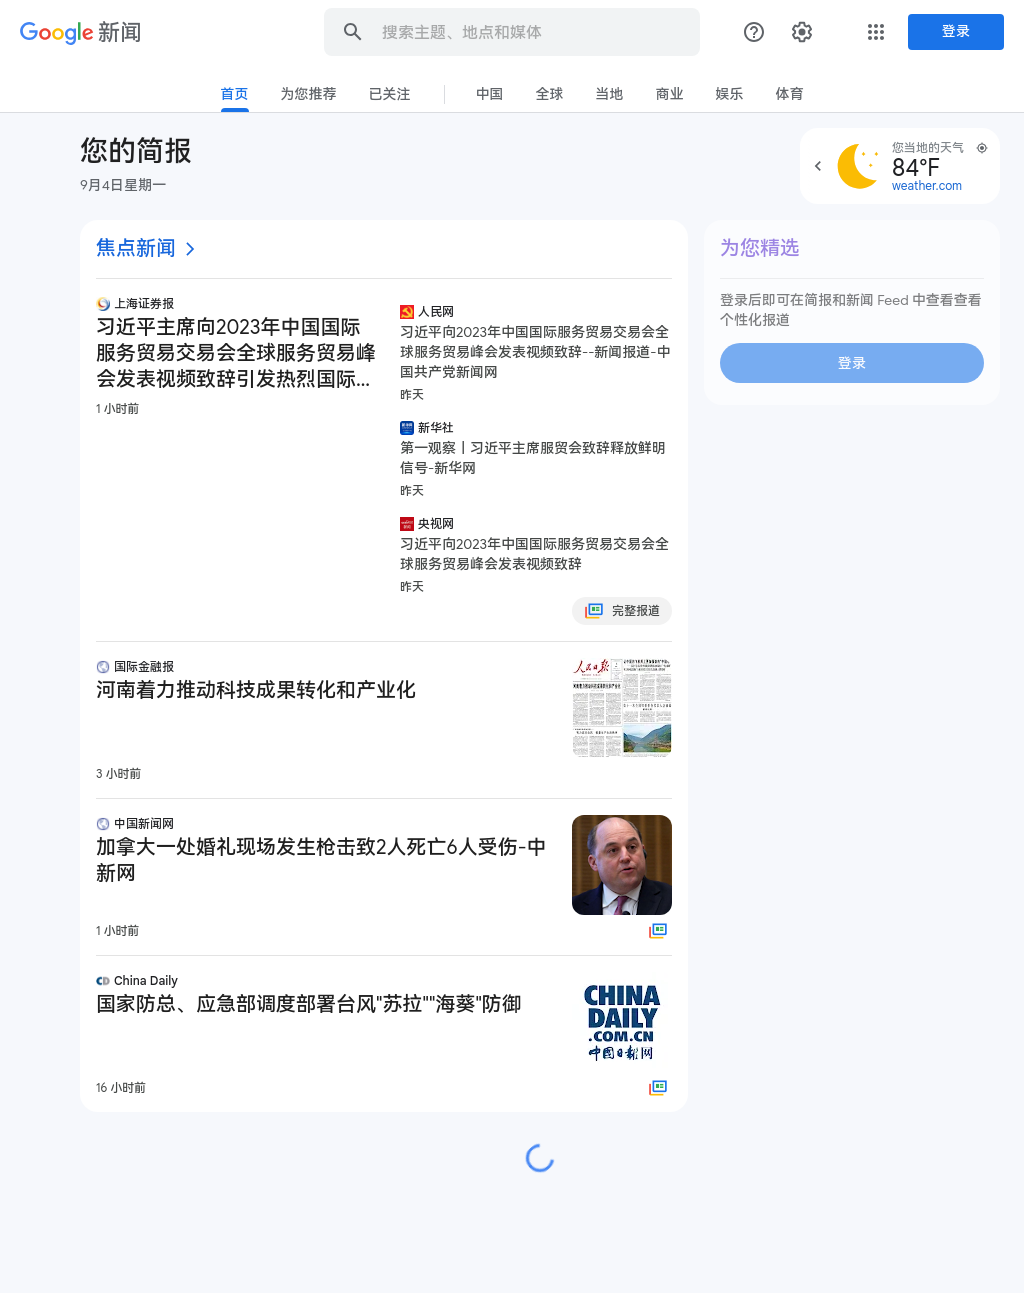 Google 新闻
搜索主题、地点和媒体
登录
首页
为您推荐
已关注
中国
全球
当地
商业
娱乐
体育
您的简报
9月4日星期一
您当地的天气
84°F
weather.com
焦点新闻
上海证券报
习近平主席向2023年中国国际
服务贸易交易会全球服务贸易峰
会发表视频致辞引发热烈国际...
1 小时前
人民网
习近平向2023年中国国际服务贸易交易会全
球服务贸易峰会发表视频致辞--新闻报道-中
国共产党新闻网
昨天
新华社
第一观察丨习近平主席服贸会致辞释放鲜明
信号-新华网
昨天
央视网
习近平向2023年中国国际服务贸易交易会全
球服务贸易峰会发表视频致辞
昨天
完整报道
国际金融报
河南着力推动科技成果转化和产业化
3 小时前
人民日报
中国新闻网
加拿大一处婚礼现场发生枪击致2人死亡6人受伤-中
新网
1 小时前
China Daily
国家防总、应急部调度部署台风"苏拉""海葵"防御
16 小时前
CHINA
DAILY
.COM.CN
中国日报网
为您精选
登录后即可在简报和新闻 Feed 中查看查看
个性化报道
登录